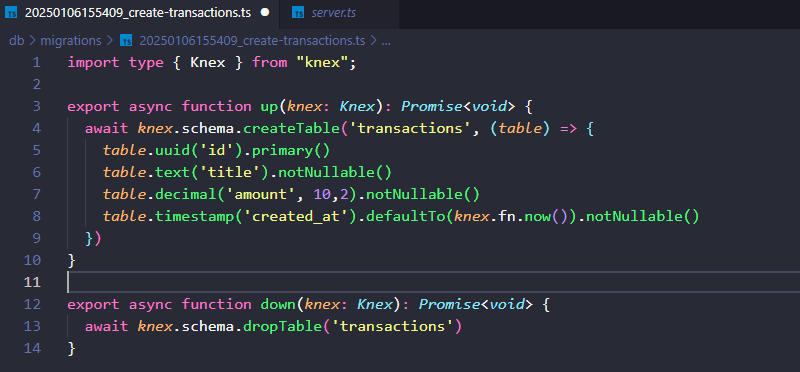 TS 20250106155409_create-transactions.ts ● TS server.ts
db > migrations > TS 20250106155409_create-transactions.ts > ...
1 import type { Knex } from "knex";
2
3 export async function up(knex: Knex): Promise<void> {
4 await knex.schema.createTable('transactions', (table) => {
5 table.uuid('id').primary()
6 table.text('title').notNullable()
7 table.decimal('amount', 10,2).notNullable()
8 table.timestamp('created_at').defaultTo(knex.fn.now()).notNullable()
9 })
10 }
11
12 export async function down(knex: Knex): Promise<void> {
13 await knex.schema.dropTable('transactions')
14 }